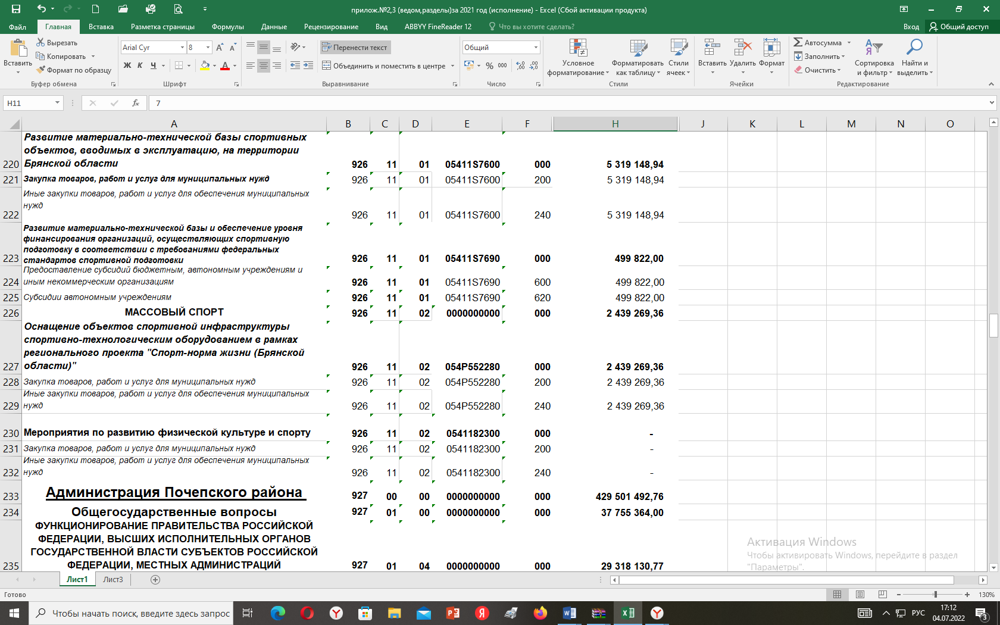 прилож.№2,3 (ведом,разделы)за 2021 год (исполнение) - Excel (Сбой активации продукта)
Файл Главная Вставка Разметка страницы Формулы Данные Рецензирование Вид ABBYY FineReader 12 Что вы хотите сделать? Вход Общий доступ
Вставить
Вырезать
Копировать
Формат по образцу
Буфер обмена
Arial Cyr 8
Ж К Ч
Шрифт
Перенести текст
Объединить и поместить в центре
Выравнивание
Общий
% 000
Число
Условное форматирование
Форматировать как таблицу
Стили ячеек
Стили
Вставить Удалить Формат
Ячейки
Автосумма
Заполнить
Очистить
Сортировка и фильтр
Найти и выделить
Редактирование
H11 fx 7
A B C D E F H J K L M N O
Развитие материально-технической базы спортивных
объектов, вводимых в эксплуатацию, на территории
220 Брянской области 926 11 01 05411S7600 000 5 319 148,94
221 Закупка товаров, работ и услуг для муниципальных нужд 926 11 01 05411S7600 200 5 319 148,94
Иные закупки товаров, работ и услуг для обеспечения муниципальных
нужд
222 926 11 01 05411S7600 240 5 319 148,94
Развитие материально-технической базы и обеспечение уровня
финансирования организаций, осуществляющих спортивную
подготовку в соответствии с требованиями федеральных
223 стандартов спортивной подготовки 926 11 01 05411S7690 000 499 822,00
Предоставление субсидий бюджетным, автономным учреждениям и
224 иным некоммерческим организациям 926 11 01 05411S7690 600 499 822,00
225 Субсидии автономным учреждениям 926 11 01 05411S7690 620 499 822,00
226 МАССОВЫЙ СПОРТ 926 11 02 0000000000 000 2 439 269,36
Оснащение объектов спортивной инфраструктуры
спортивно-технологическим оборудованием в рамках
регионального проекта "Спорт-норма жизни (Брянской
227 области)" 926 11 02 054P552280 000 2 439 269,36
228 Закупка товаров, работ и услуг для муниципальных нужд 926 11 02 054P552280 200 2 439 269,36
Иные закупки товаров, работ и услуг для обеспечения муниципальных
229 нужд 926 11 02 054P552280 240 2 439 269,36
230 Мероприятия по развитию физической культуре и спорту 926 11 02 0541182300 000 -
231 Закупка товаров, работ и услуг для муниципальных нужд 926 11 02 0541182300 200 -
Иные закупки товаров, работ и услуг для обеспечения муниципальных
232 нужд 926 11 02 0541182300 240 -
233 Администрация Почепского района 927 00 00 0000000000 000 429 501 492,76
234 Общегосударственные вопросы 927 01 00 0000000000 000 37 755 364,00
ФУНКЦИОНИРОВАНИЕ ПРАВИТЕЛЬСТВА РОССИЙСКОЙ
ФЕДЕРАЦИИ, ВЫСШИХ ИСПОЛНИТЕЛЬНЫХ ОРГАНОВ
ГОСУДАРСТВЕННОЙ ВЛАСТИ СУБЪЕКТОВ РОССИЙСКОЙ
235 ФЕДЕРАЦИИ, МЕСТНЫХ АДМИНИСТРАЦИЙ 927 01 04 0000000000 000 29 318 130,77
Активация Windows
Чтобы активировать Windows, перейдите в раздел
"Параметры".
Лист1 Лист3
Готово 130%
Чтобы начать поиск, введите здесь запрос
РУС
17:12
04.07.2022
3